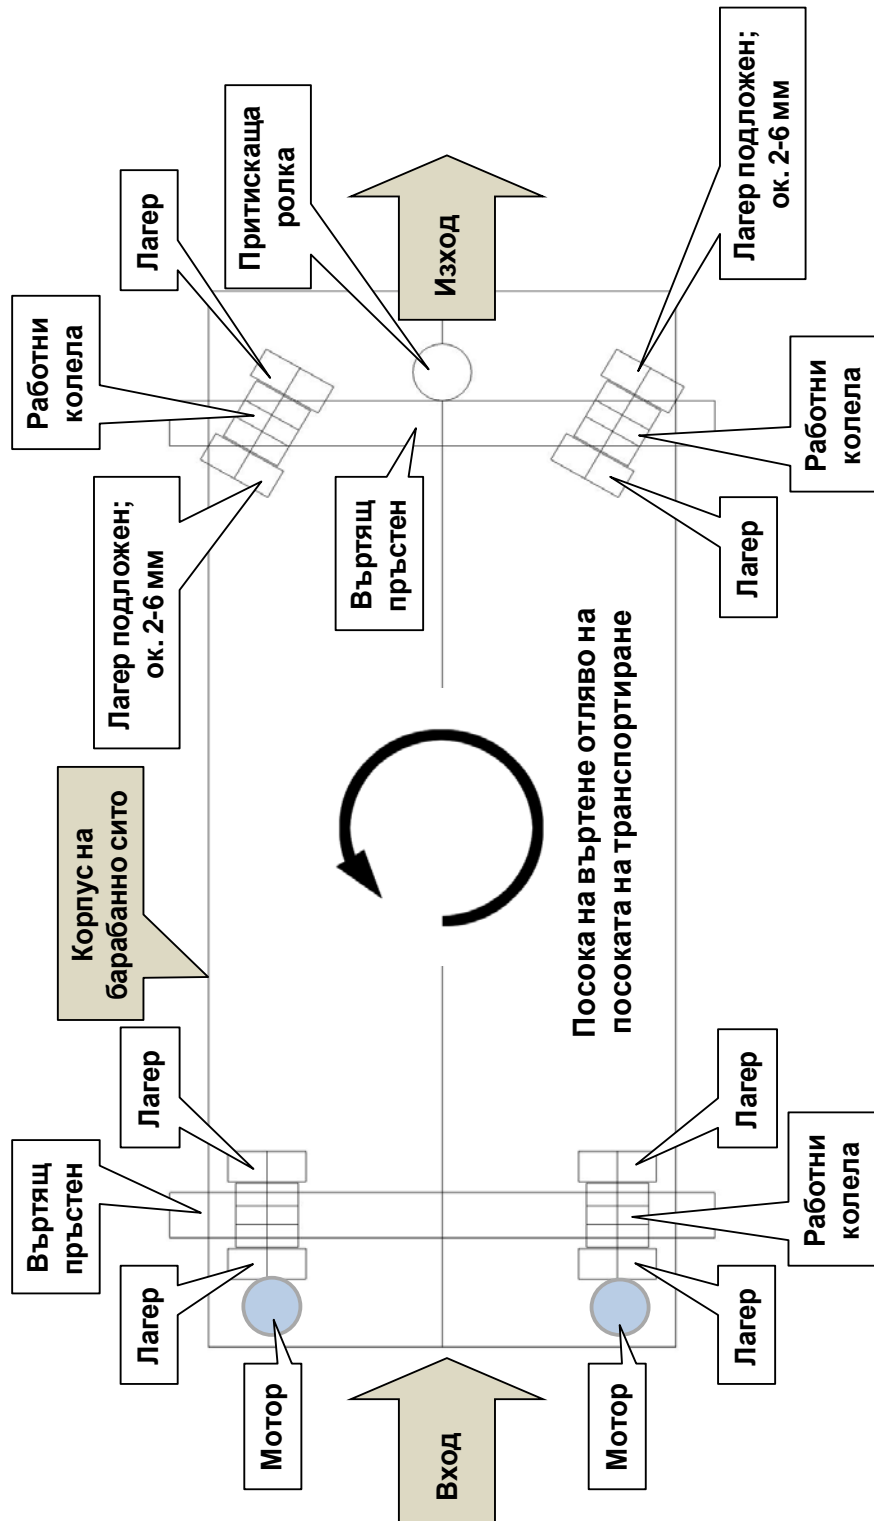 Въртящ
пръстен
Работни
колела
Корпус на
барабанно сито
Лагер
Лагер
Лагер подложен;
ок. 2-6 мм
Лагер
Притискаща
ролка
Мотор
Въртящ
пръстен
Вход
Изход
Посока на въртене отляво на
посоката на транспортиране
Мотор
Лагер
Лагер
Лагер
Лагер подложен;
ок. 2-6 мм
Работни
колела
Работни
колела